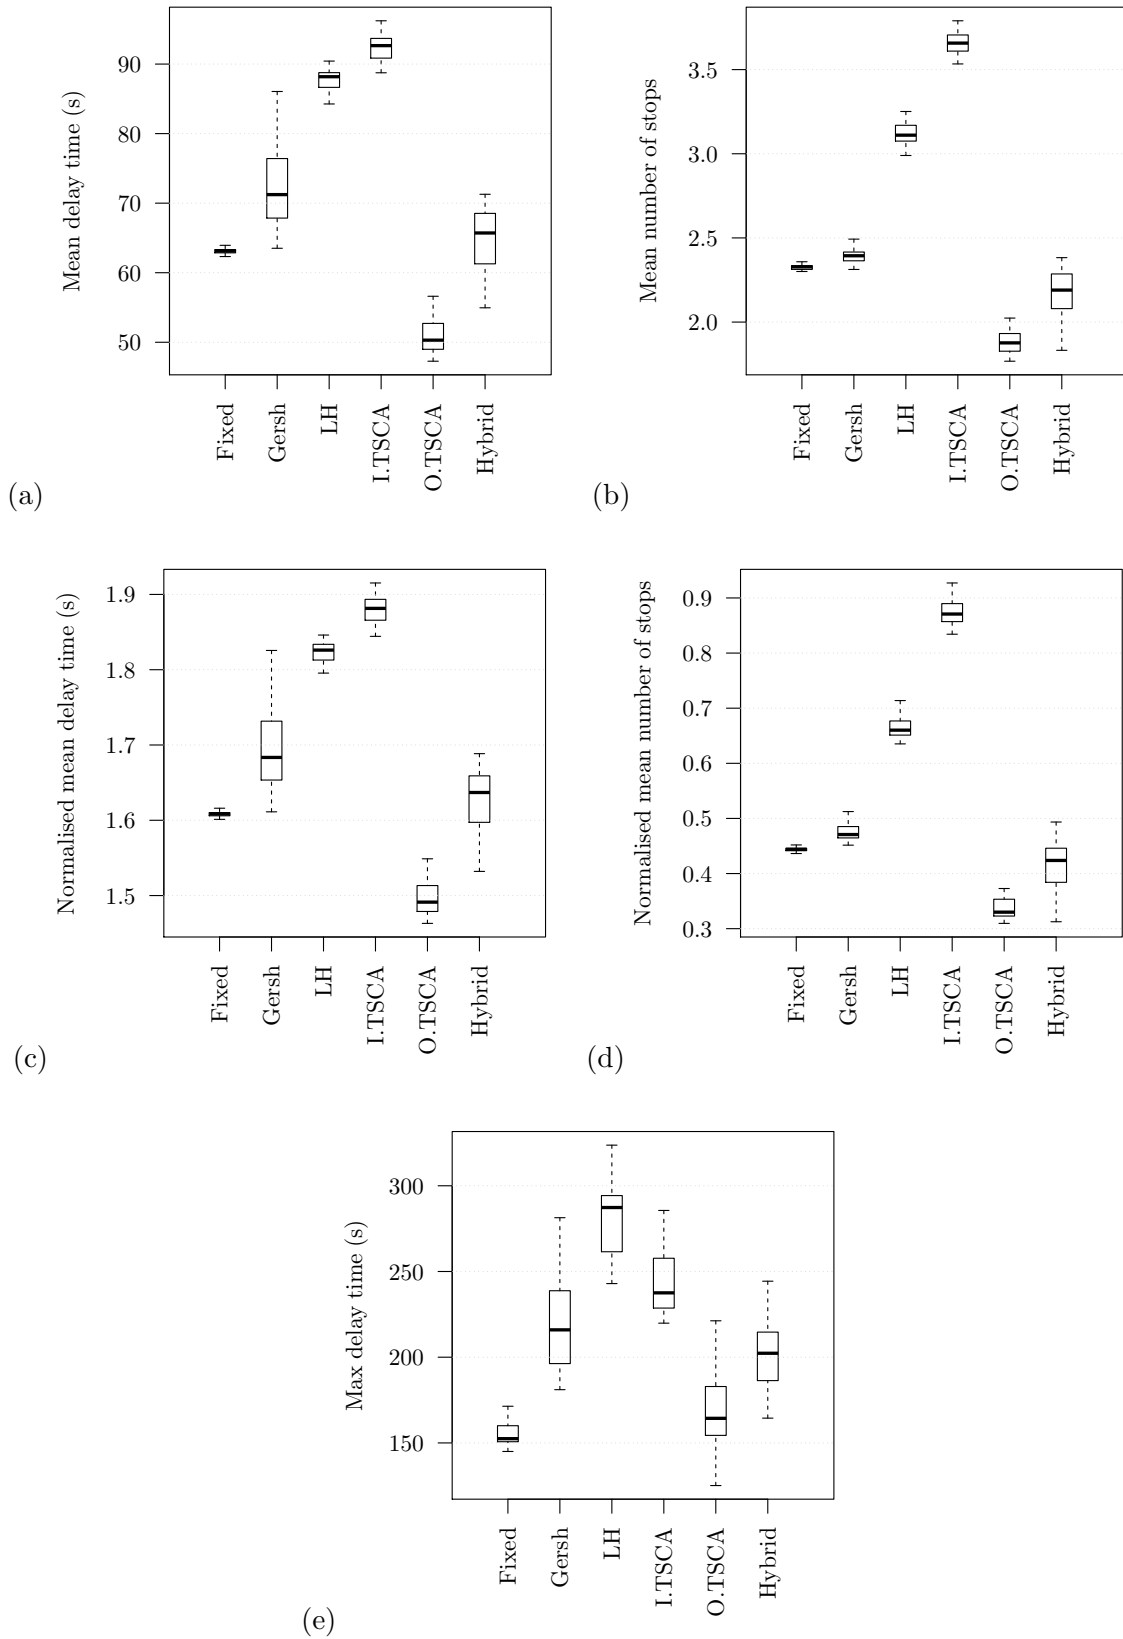 Mean delay time (s)
90
80
70
60
50
Fixed
Gersh
LH
I.TSCA
O.TSCA
Hybrid
(a)
Mean number of stops
3.5
3.0
2.5
2.0
Fixed
Gersh
LH
I.TSCA
O.TSCA
Hybrid
(b)
Normalised mean delay time (s)
1.9
1.8
1.7
1.6
1.5
Fixed
Gersh
LH
I.TSCA
O.TSCA
Hybrid
(c)
Normalised mean number of stops
0.9
0.8
0.7
0.6
0.5
0.4
0.3
Fixed
Gersh
LH
I.TSCA
O.TSCA
Hybrid
(d)
Max delay time (s)
300
250
200
150
Fixed
Gersh
LH
I.TSCA
O.TSCA
Hybrid
(e)